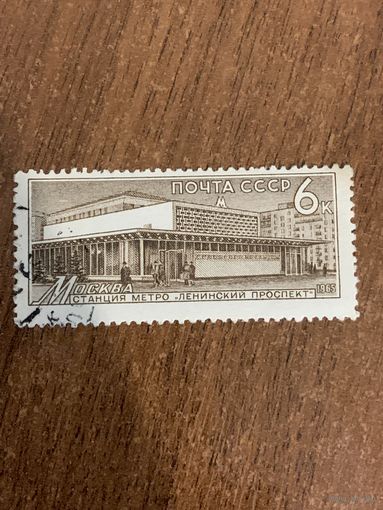 ПОЧТА СССР 6К
М
МОСКВА
СТАНЦИЯ МЕТРО „ЛЕНИНСКИЙ ПРОСПЕКТ“
1965